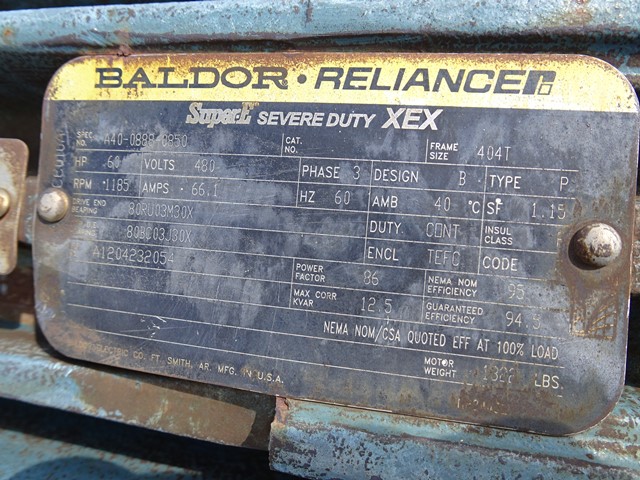 BALDOR · RELIANCE
Super-E SEVERE DUTY XEX
SPEC. NO. A40-0888-0850 CAT. NO. FRAME SIZE 404T
HP 60 VOLTS 480 PHASE 3 DESIGN B TYPE P
RPM 1185 AMPS 66.1 HZ 60 AMB 40 °C SF 1.15
DRIVE END BEARING 80RU03M30X DUTY CONT INSUL CLASS F
80BC03J30X ENCL TEFC CODE
A1204232054 POWER FACTOR 86 NEMA NOM EFFICIENCY 95
MAX CORR KVAR 12.5 GUARANTEED EFFICIENCY 94.5
NEMA NOM/CSA QUOTED EFF AT 100% LOAD
ELECTRIC CO. FT. SMITH, AR. MFG. IN U.S.A. MOTOR WEIGHT 1322 LBS.